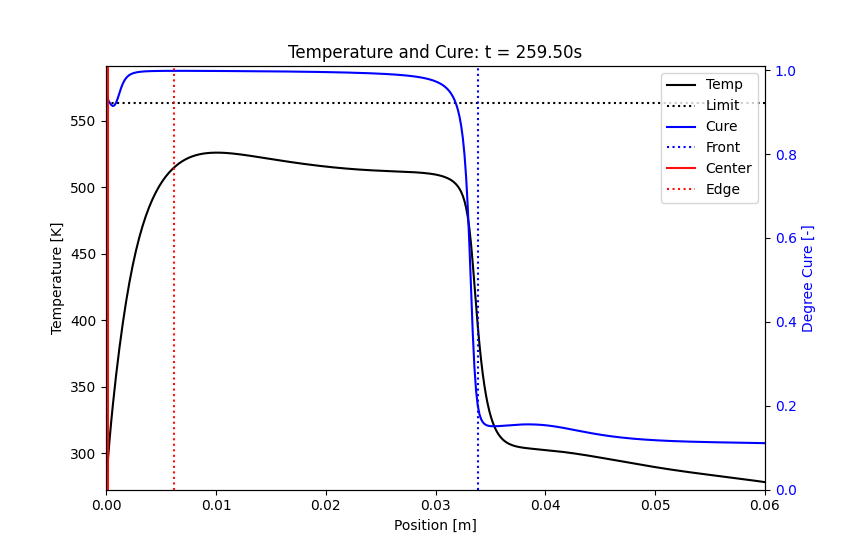 Temperature and Cure: t = 259.50s
Temp
Limit
Cure
Front
Center
Edge
Temperature [K]
550
500
450
400
350
300
1.0
0.8
0.6
0.4
0.2
0.0
Degree Cure [-]
0.00 0.01 0.02 0.03 0.04 0.05 0.06
Position [m]